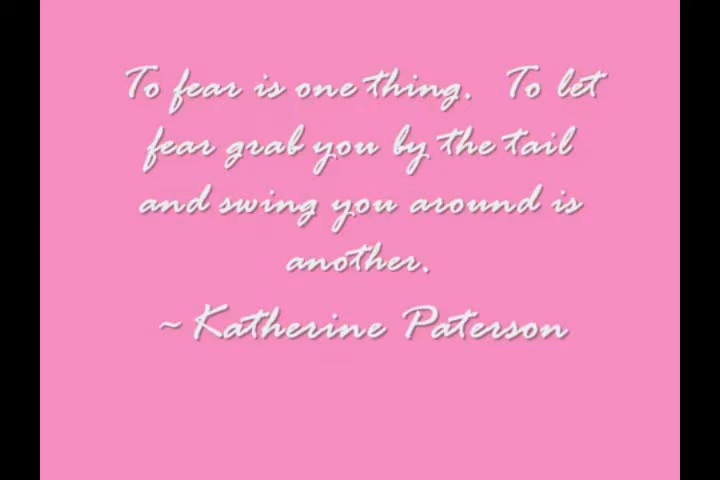 To fear is one thing.  To let
fear grab you by the tail
and swing you around is
another.
~ Katherine Paterson